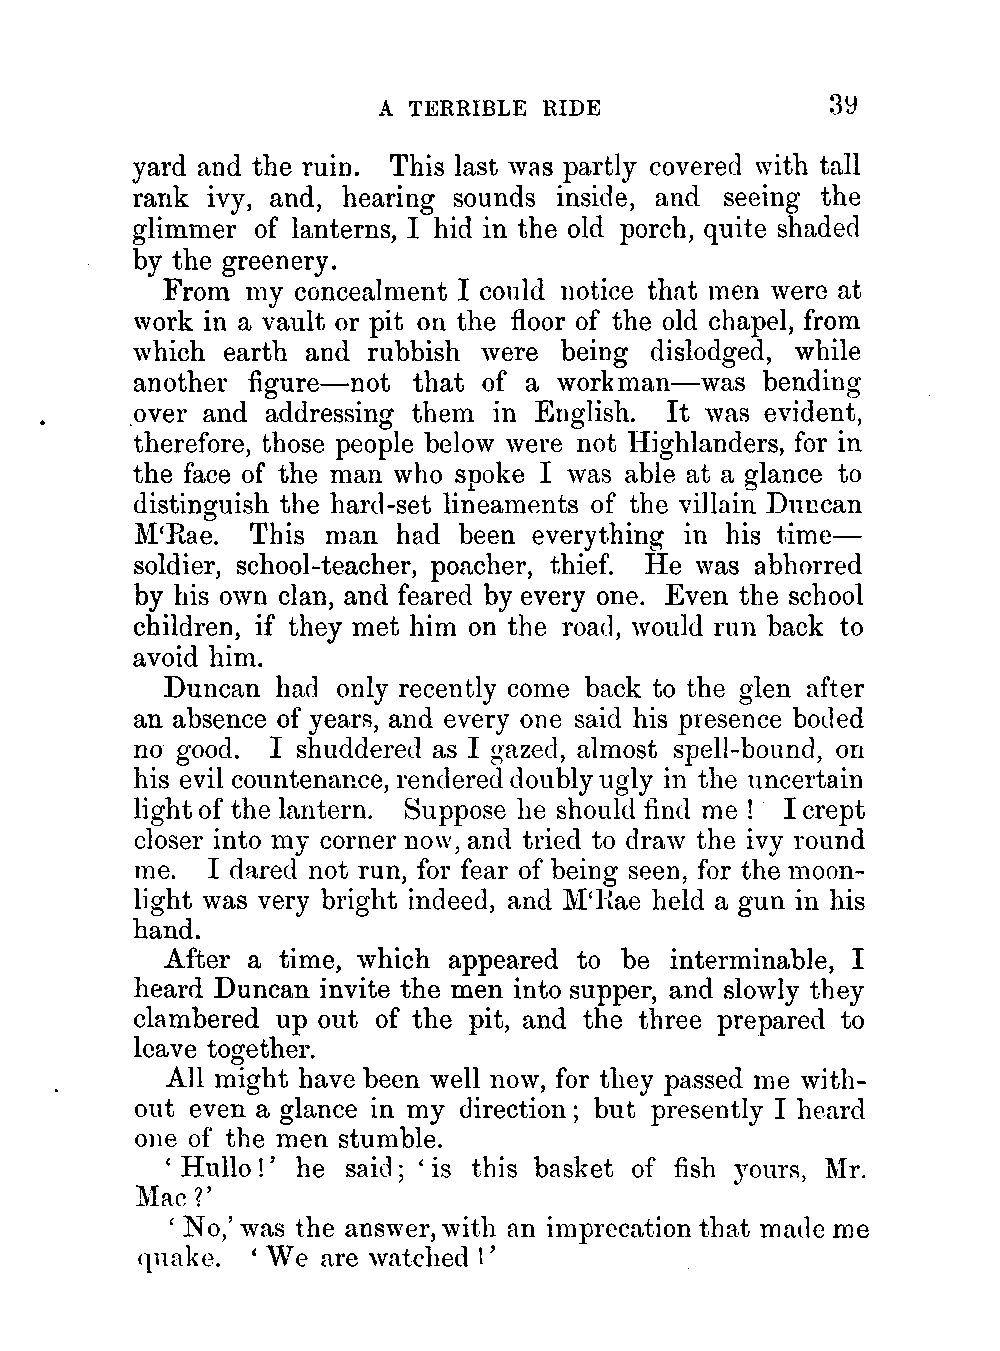 A TERRIBLE RIDE 39
yard and the ruin. This last was partly covered with tall
rank ivy, and, hearing sounds inside, and seeing the
glimmer of lanterns, I hid in the old porch, quite shaded
by the greenery.
From my concealment I could notice that men were at
work in a vault or pit on the floor of the old chapel, from
which earth and rubbish were being dislodged, while
another figure—not that of a workman—was bending
over and addressing them in English. It was evident,
therefore, those people below were not Highlanders, for in
the face of the man who spoke I was able at a glance to
distinguish the hard-set lineaments of the villain Duncan
M‘Rae. This man had been everything in his time—
soldier, school-teacher, poacher, thief. He was abhorred
by his own clan, and feared by every one. Even the school
children, if they met him on the road, would run back to
avoid him.
Duncan had only recently come back to the glen after
an absence of years, and every one said his presence boded
no good. I shuddered as I gazed, almost spell-bound, on
his evil countenance, rendered doubly ugly in the uncertain
light of the lantern. Suppose he should find me! I crept
closer into my corner now, and tried to draw the ivy round
me. I dared not run, for fear of being seen, for the moon-
light was very bright indeed, and M‘Rae held a gun in his
hand.
After a time, which appeared to be interminable, I
heard Duncan invite the men into supper, and slowly they
clambered up out of the pit, and the three prepared to
leave together.
All might have been well now, for they passed me with-
out even a glance in my direction; but presently I heard
one of the men stumble.
‘Hullo!’ he said; ‘is this basket of fish yours, Mr.
Mac?’
‘No,’ was the answer, with an imprecation that made me
quake. ‘We are watched!’